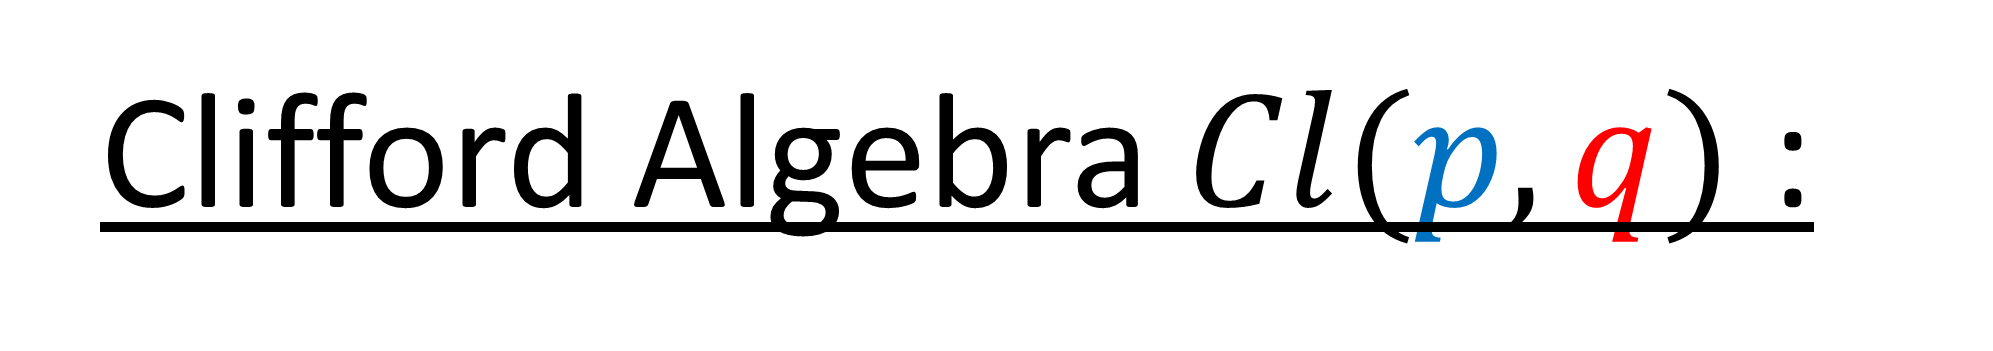 Clifford Algebra 𝐶𝑙(𝑝, 𝑞) :